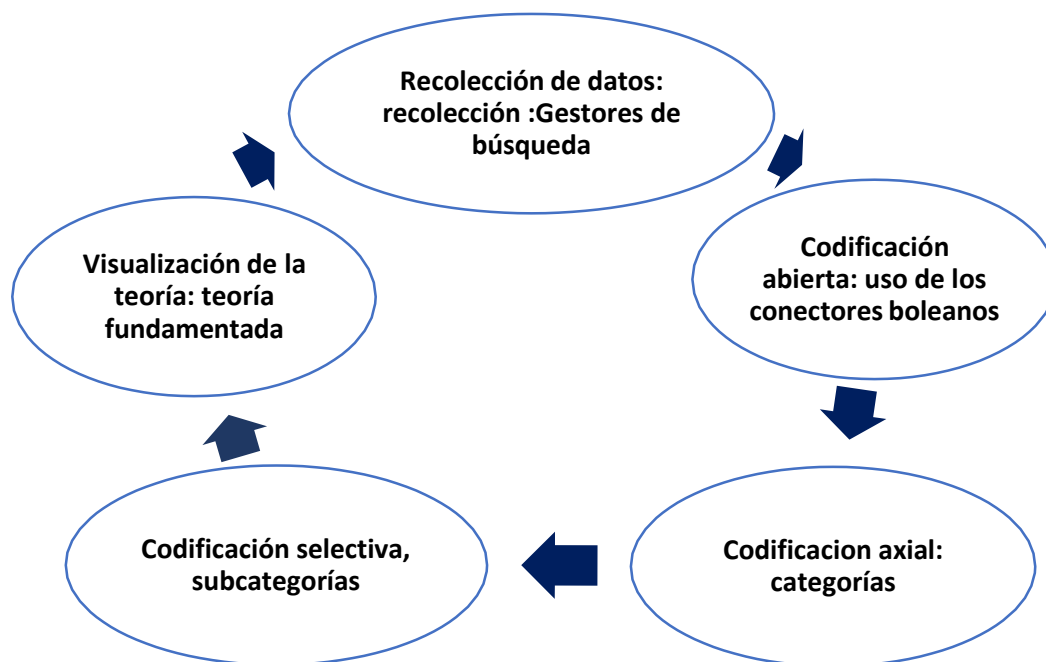 Recolección de datos:
recolección :Gestores de
búsqueda
Codificación
abierta: uso de los
conectores boleanos
Codificacion axial:
categorías
Codificación selectiva,
subcategorías
Visualización de la
teoría: teoría
fundamentada